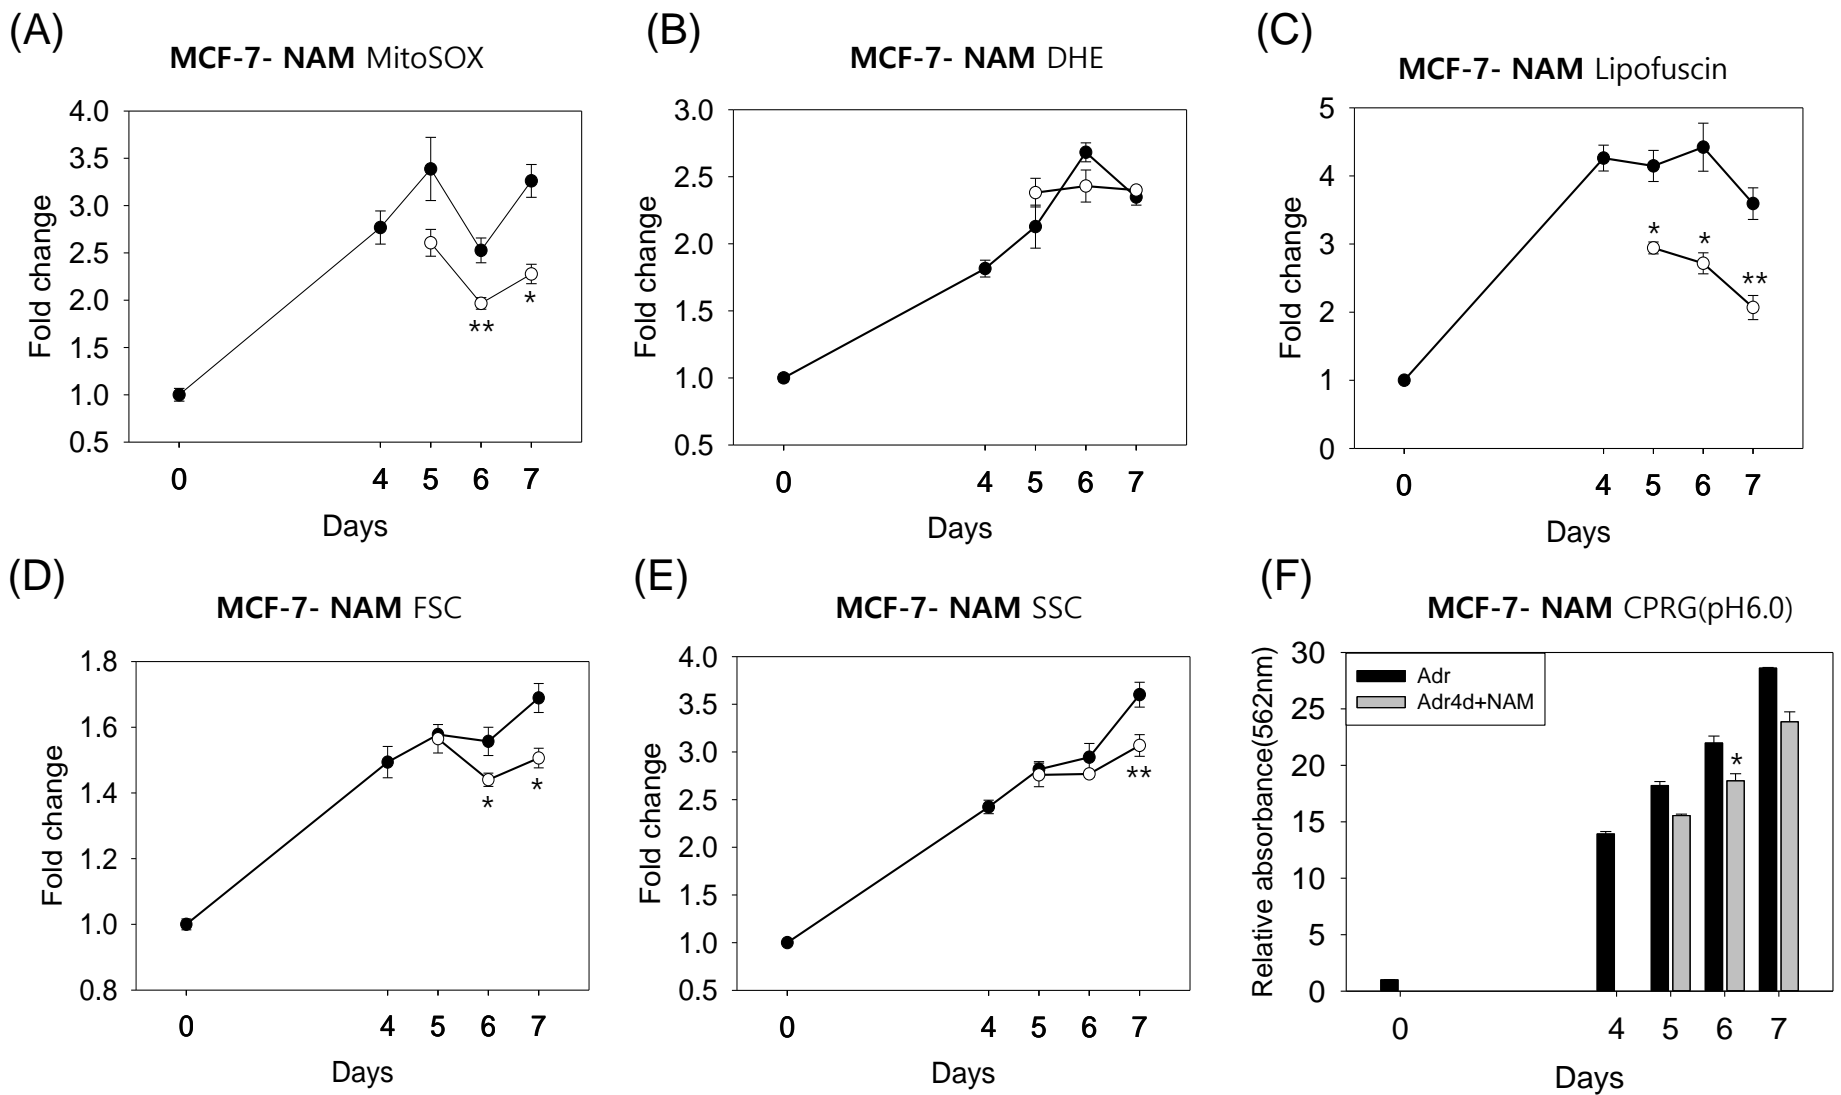 (A)
MCF-7- NAM MitoSOX
4.0
3.5
3.0
2.5
2.0
1.5
1.0
0.5
Fold change
**
*
0 4 5 6 7
Days
(B)
MCF-7- NAM DHE
3.0
2.5
2.0
1.5
1.0
0.5
Fold change
0 4 5 6 7
Days
(C)
MCF-7- NAM Lipofuscin
5
4
3
2
1
0
Fold change
*
*
**
0 4 5 6 7
Days
(D)
MCF-7- NAM FSC
1.8
1.6
1.4
1.2
1.0
0.8
Fold change
*
*
0 4 5 6 7
Days
(E)
MCF-7- NAM SSC
4.0
3.5
3.0
2.5
2.0
1.5
1.0
0.5
Fold change
**
0 4 5 6 7
Days
(F)
MCF-7- NAM CPRG(pH6.0)
30
25
20
15
10
5
0
Relative absorbance(562nm)
Adr
Adr4d+NAM
*
0 4 5 6 7
Days